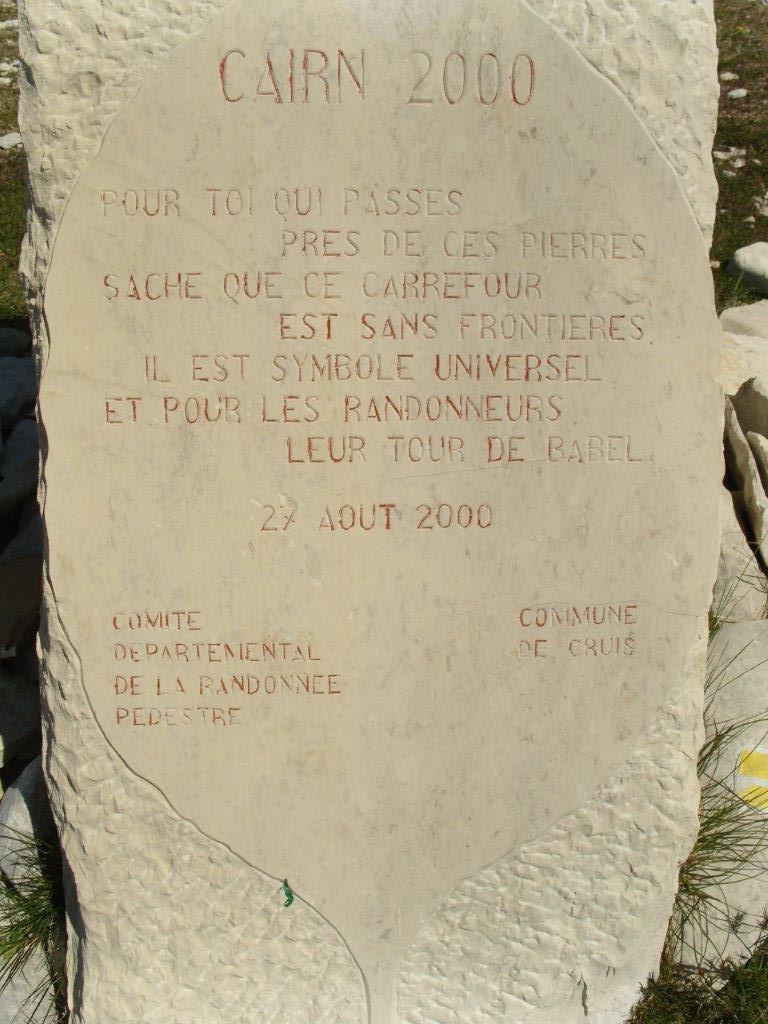 CAIRN 2000
POUR TOI QUI PASSES
PRES DE CES PIERRES
SACHE QUE CE CARREFOUR
EST SANS FRONTIERES.
IL EST SYMBOLE UNIVERSEL
ET POUR LES RANDONNEURS
LEUR TOUR DE BABEL.
27 AOUT 2000
COMITE
DEPARTEMENTAL
DE LA RANDONNEE
PEDESTRE
COMMUNE
DE CRUIS